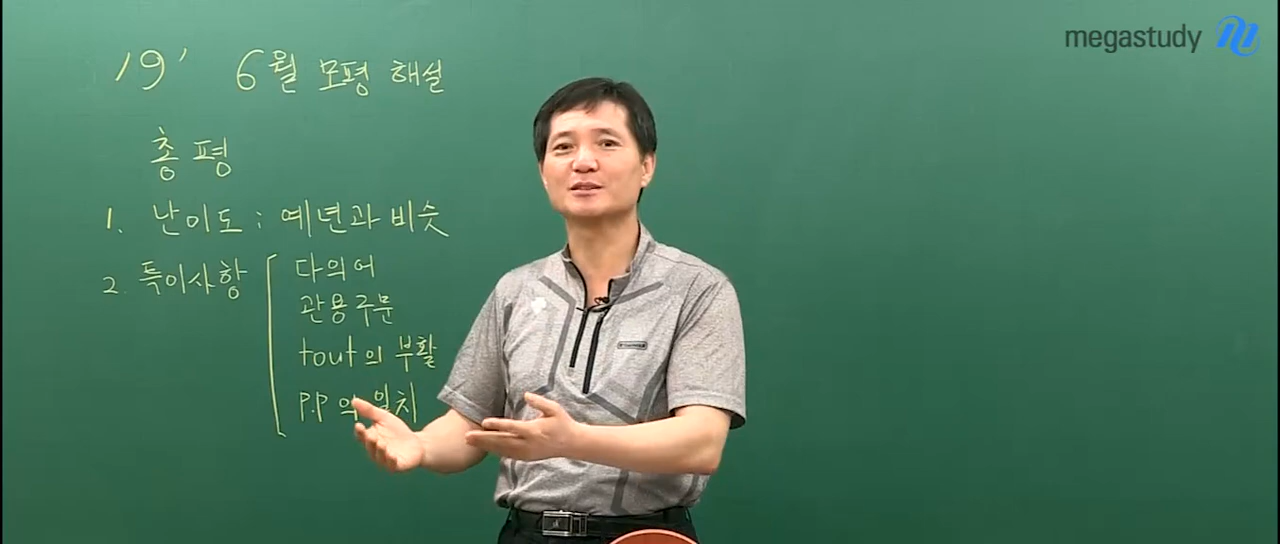 megastudy
19' 6월 모평 해설
총평
1. 난이도 : 예년과 비슷
2. 특이사항
다의어
관용구문
tout의 부활
P.P의 일치